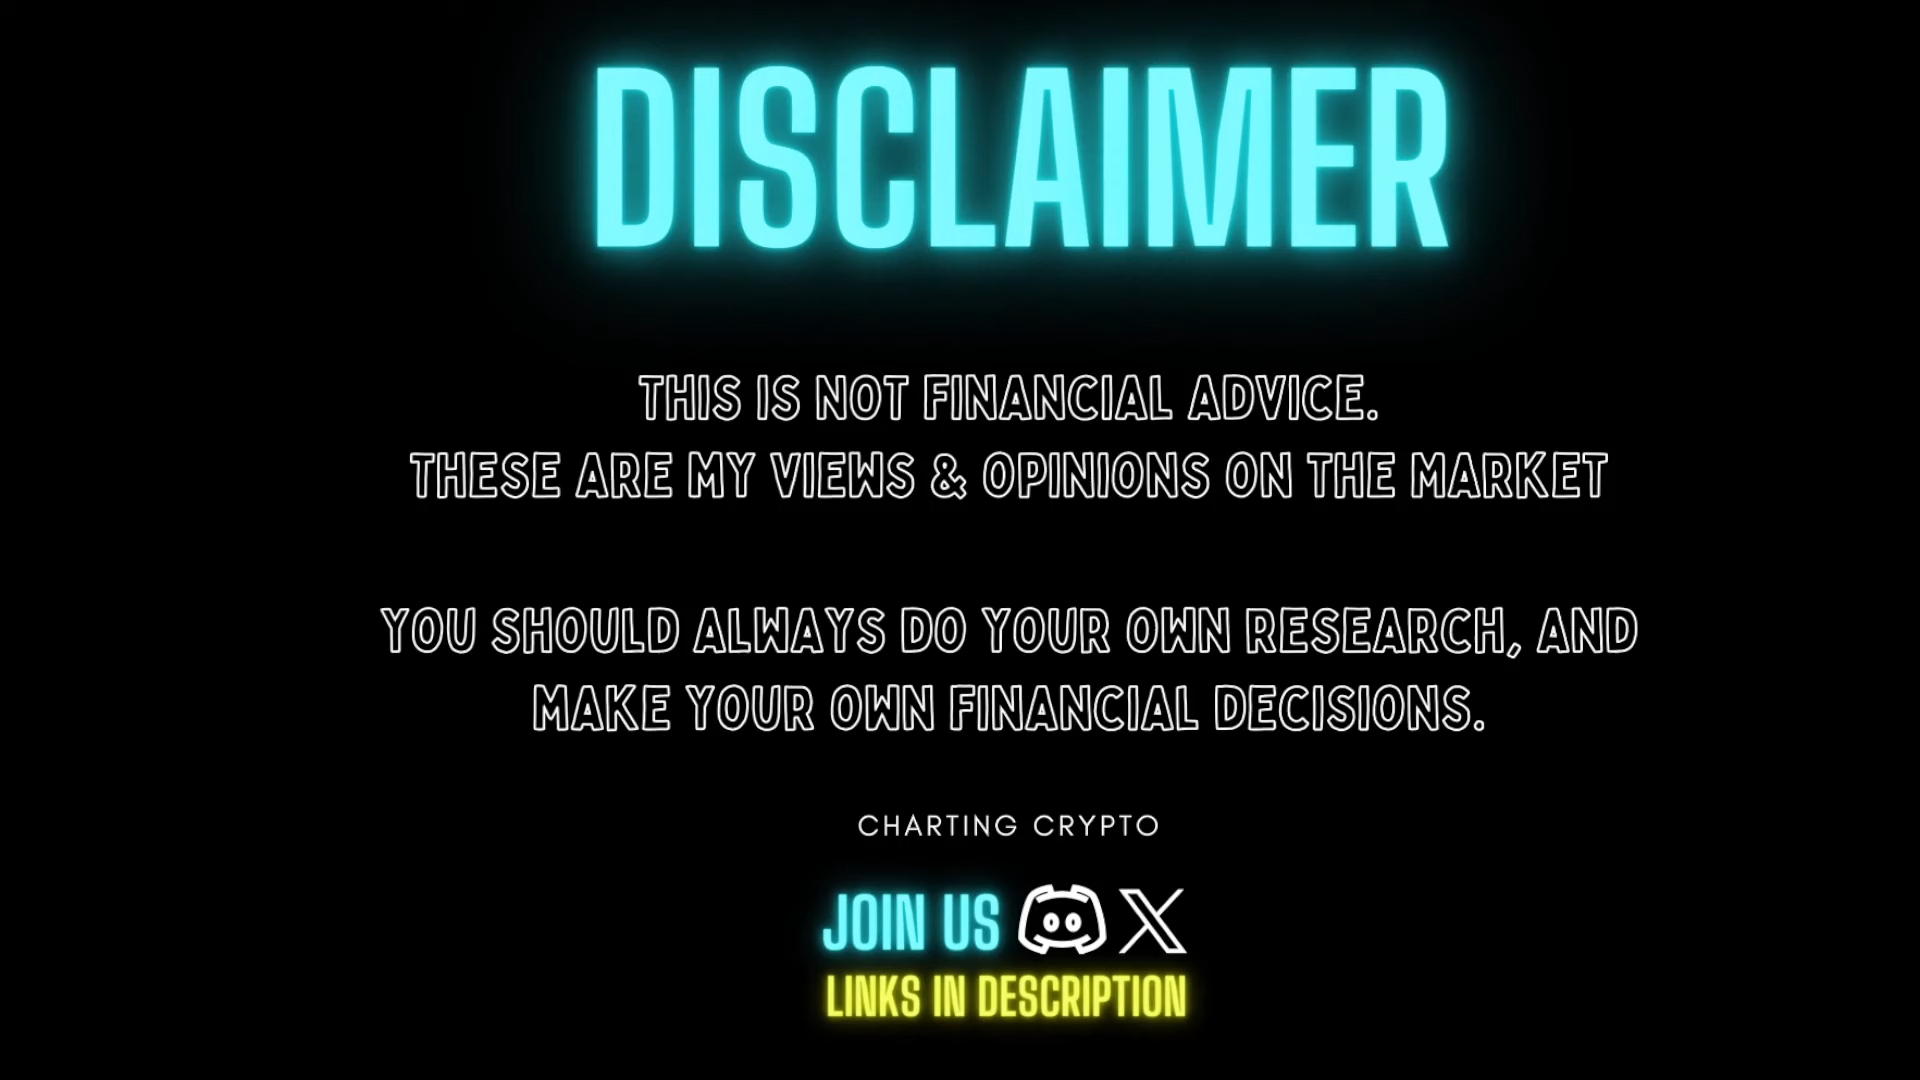 DISCLAIMER
THIS IS NOT FINANCIAL ADVICE.
THESE ARE MY VIEWS & OPINIONS ON THE MARKET
YOU SHOULD ALWAYS DO YOUR OWN RESEARCH, AND
MAKE YOUR OWN FINANCIAL DECISIONS.
CHARTING CRYPTO
JOIN US
LINKS IN DESCRIPTION